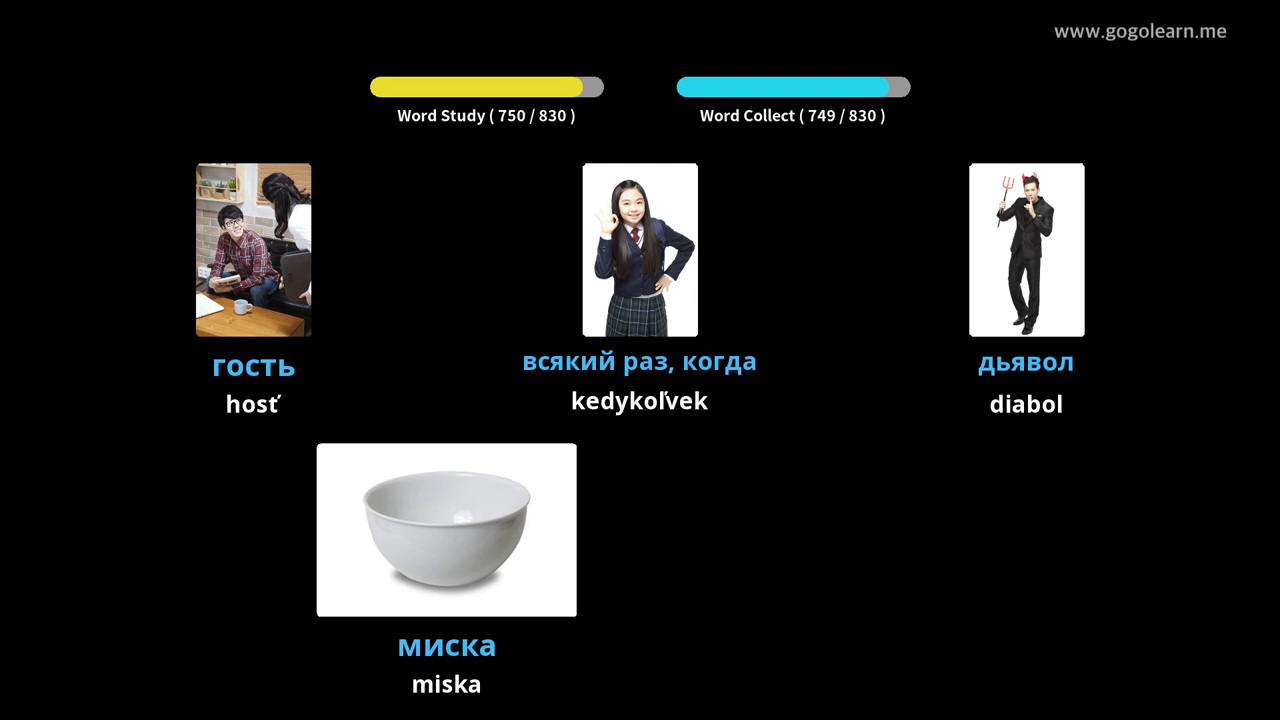 www.gogolearn.me
Word Study ( 750 / 830 )
Word Collect ( 749 / 830 )
гость
всякий раз, когда
дьявол
hosť
kedykoľvek
diabol
миска
miska